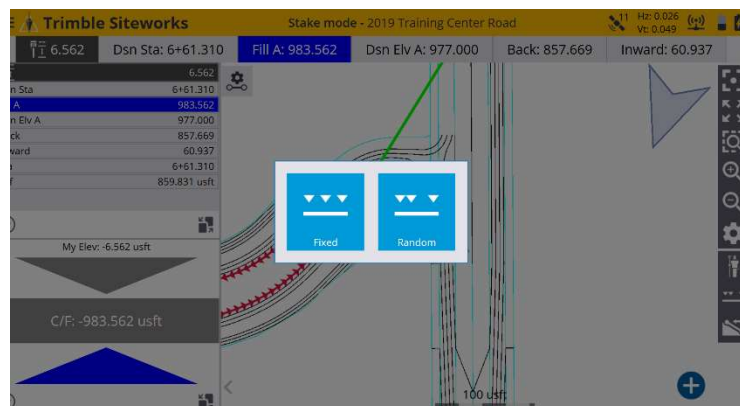 Trimble Siteworks
Stake mode - 2019 Training Center Road
11 Hz: 0.026
Vt: 0.049
6.562
Dsn Sta: 6+61.310
Fill A: 983.562
Dsn Elv A: 977.000
Back: 857.669
Inward: 60.937
6.562
n Sta 6+61.310
A 983.562
n Elv A 977.000
ck 857.669
ward 60.937
6+61.310
859.831 usft
My Elev: -6.562 usft
C/F: -983.562 usft
Fixed
Random
100 usft